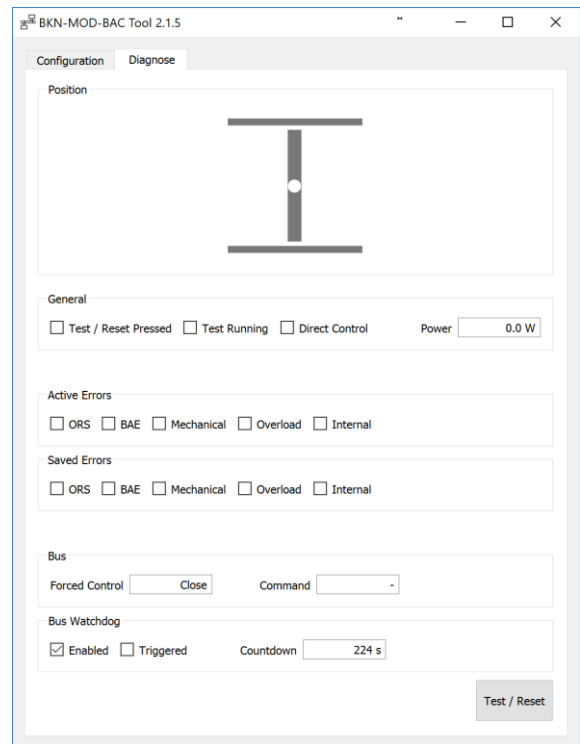 BKN-MOD-BAC Tool 2.1.5
Configuration Diagnose
Position
General
Test / Reset Pressed Test Running Direct Control Power 0.0 W
Active Errors
ORS BAE Mechanical Overload Internal
Saved Errors
ORS BAE Mechanical Overload Internal
Bus
Forced Control Close Command -
Bus Watchdog
Enabled Triggered Countdown 224 s
Test / Reset